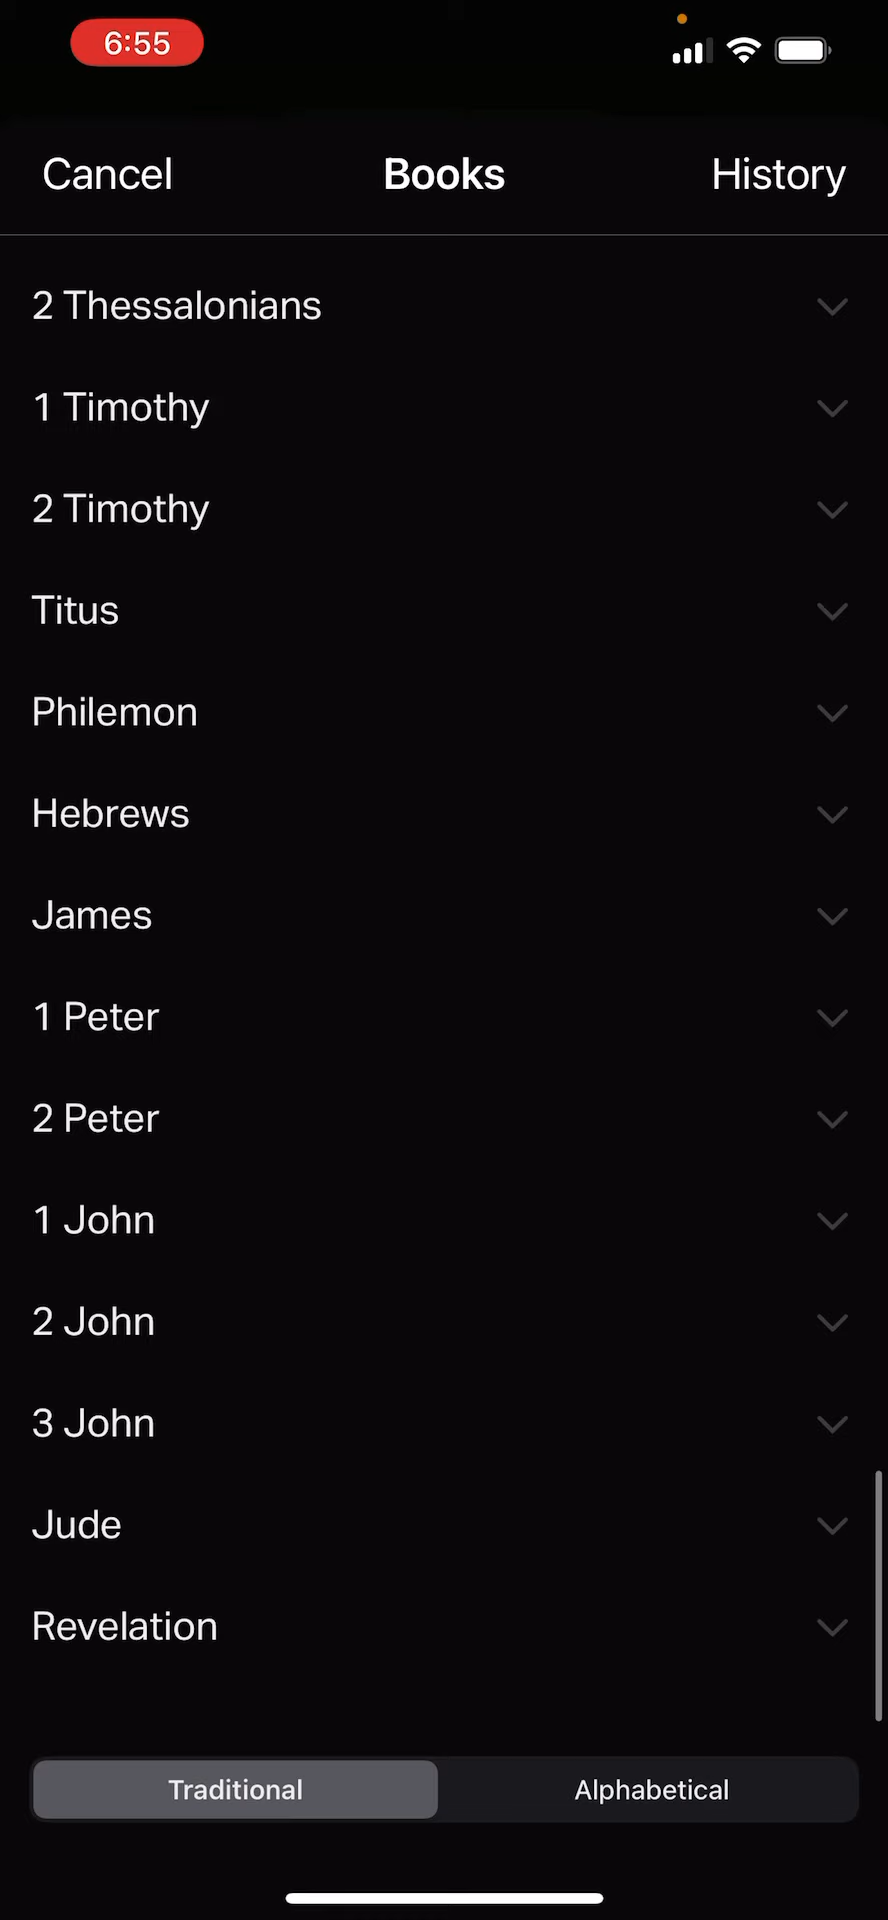 6:55
Cancel Books History
2 Thessalonians
1 Timothy
2 Timothy
Titus
Philemon
Hebrews
James
1 Peter
2 Peter
1 John
2 John
3 John
Jude
Revelation
Traditional Alphabetical